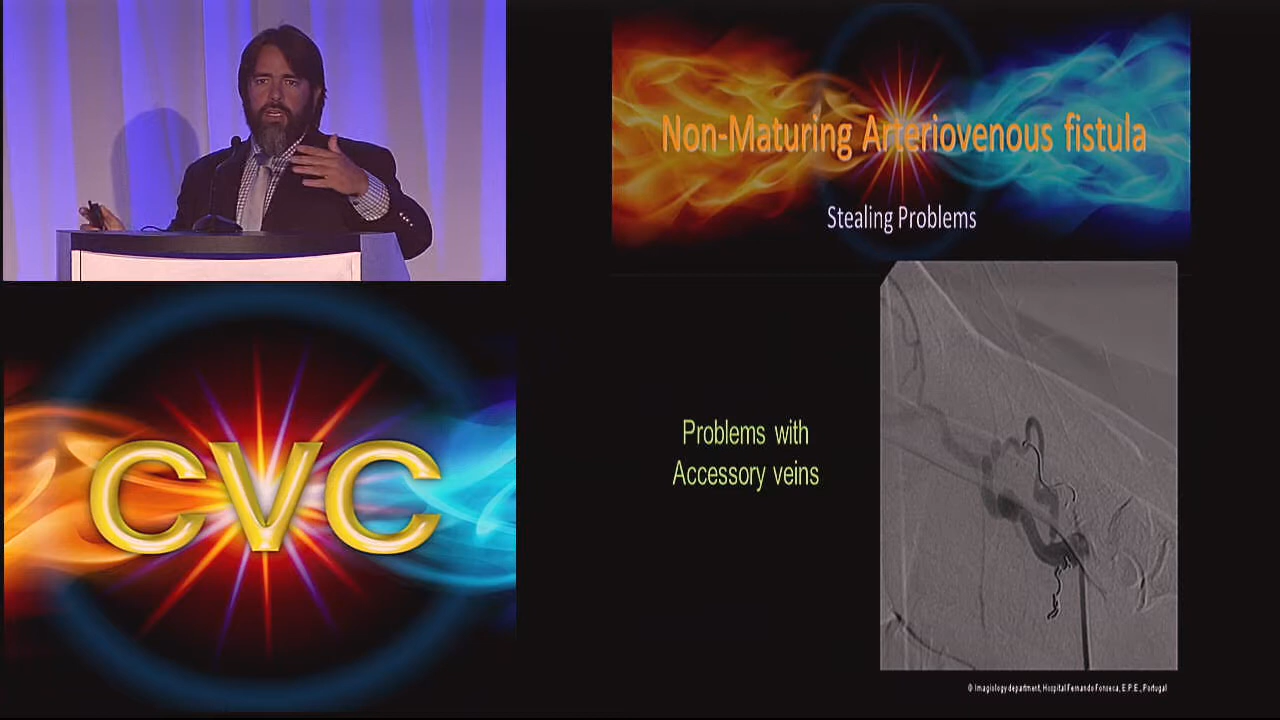 Non-Maturing Arteriovenous fistula
Stealing Problems
Problems with
Accessory veins
© Imagiology department, Hospital Fernando Fonseca, E.P.E., Portugal
CVC